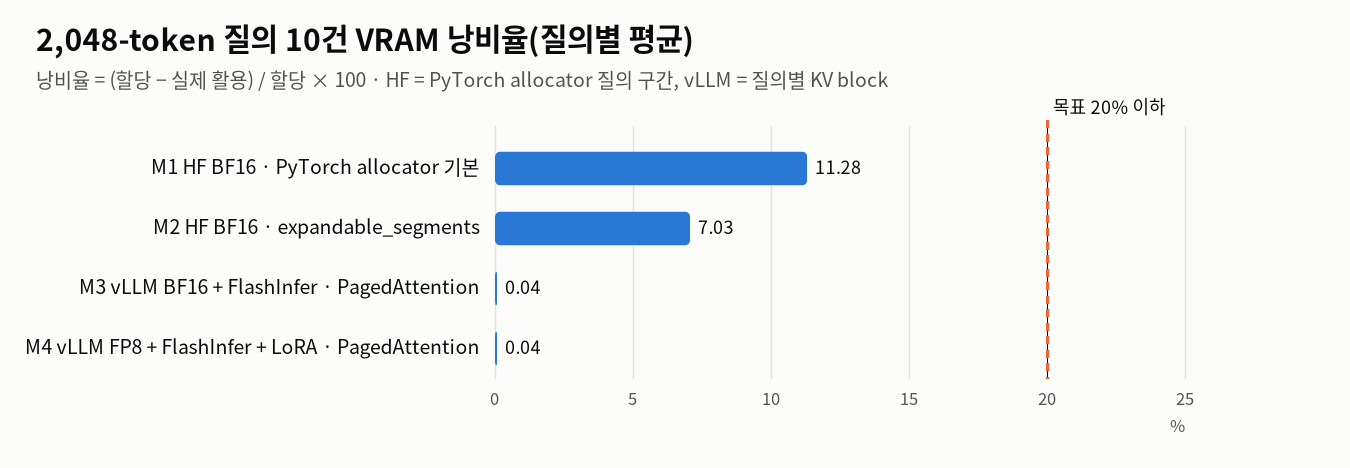 2,048-token 질의 10건 VRAM 낭비율(질의별 평균)
낭비율 = (할당 − 실제 활용) / 할당 × 100 · HF = PyTorch allocator 질의 구간, vLLM = 질의별 KV block
목표 20% 이하
M1 HF BF16 · PyTorch allocator 기본 11.28
M2 HF BF16 · expandable_segments 7.03
M3 vLLM BF16 + FlashInfer · PagedAttention 0.04
M4 vLLM FP8 + FlashInfer + LoRA · PagedAttention 0.04
0 5 10 15 20 25
%